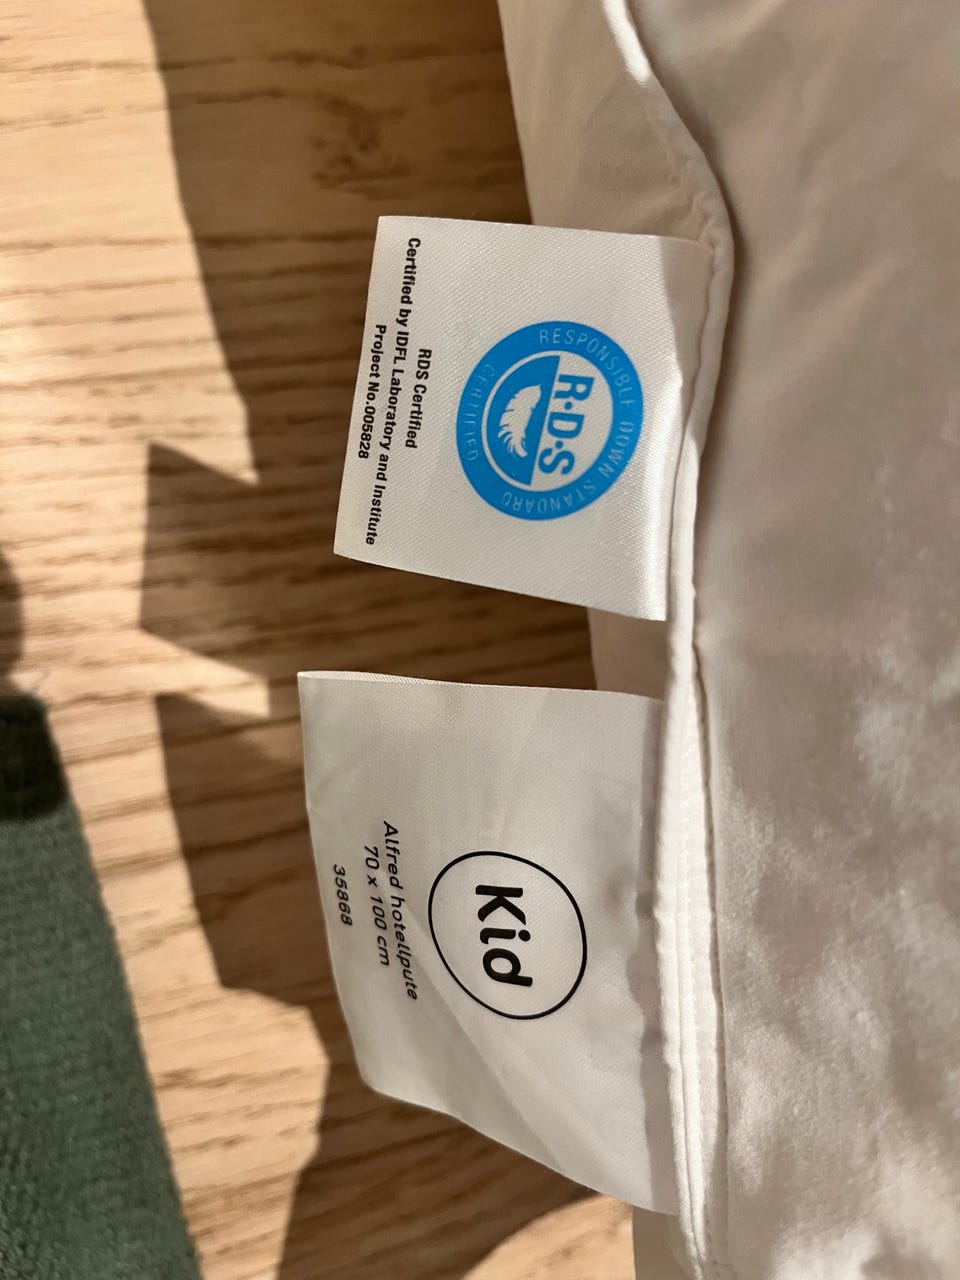 RESPONSIBLE DOWN STANDARD
R·D·S
CERTIFIED
RDS Certified
Certified by IDFL Laboratory and Institute
Project No.005828
Kid
Alfred hotellpute
70 x 100 cm
35868